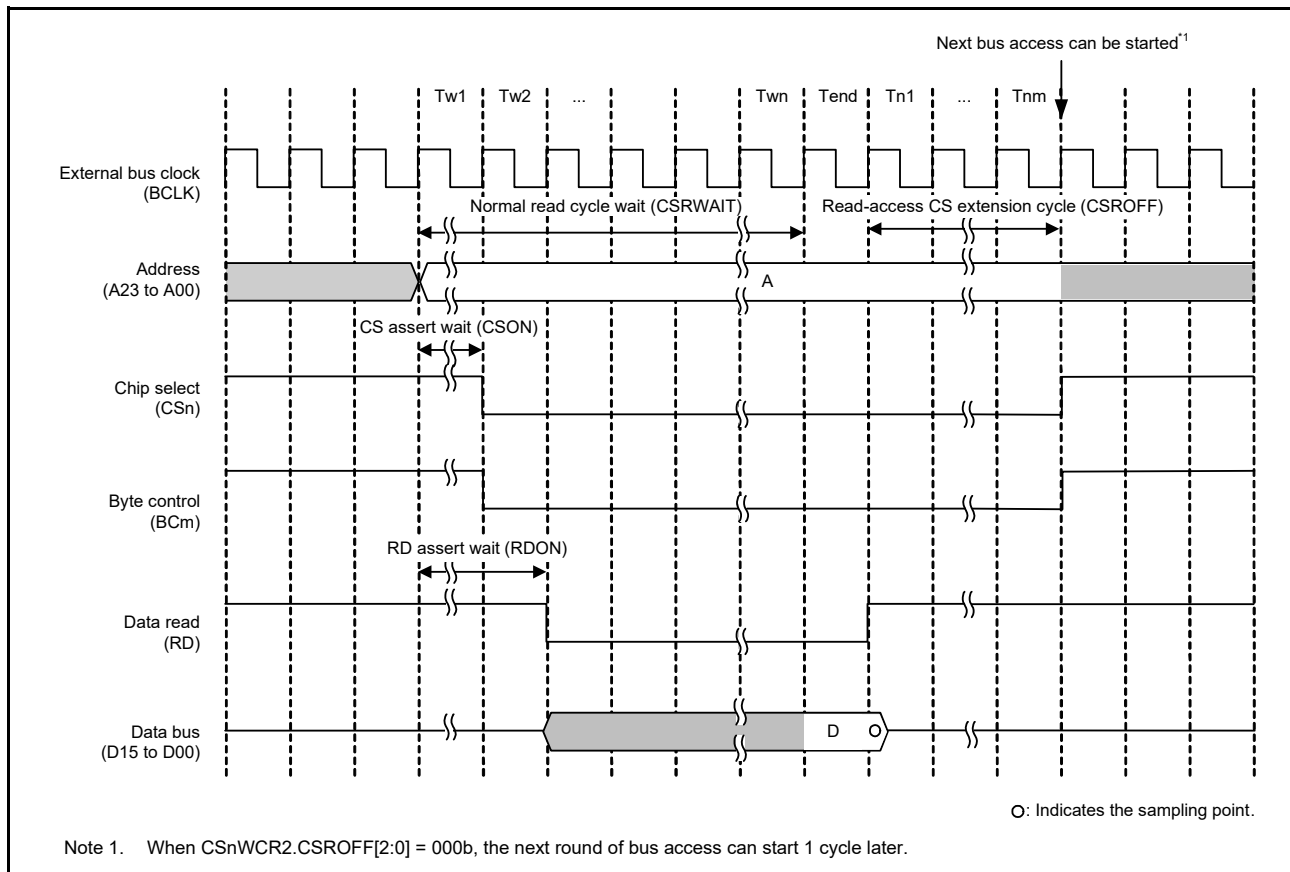 Next bus access can be started*1
Tw1 Tw2 ... Twn Tend Tn1 ... Tnm
External bus clock
(BCLK)
Normal read cycle wait (CSRWAIT) Read-access CS extension cycle (CSROFF)
Address
(A23 to A00)
A
CS assert wait (CSON)
Chip select
(CSn)
Byte control
(BCm)
RD assert wait (RDON)
Data read
(RD)
Data bus
(D15 to D00)
D
O: Indicates the sampling point.
Note 1. When CSnWCR2.CSROFF[2:0] = 000b, the next round of bus access can start 1 cycle later.